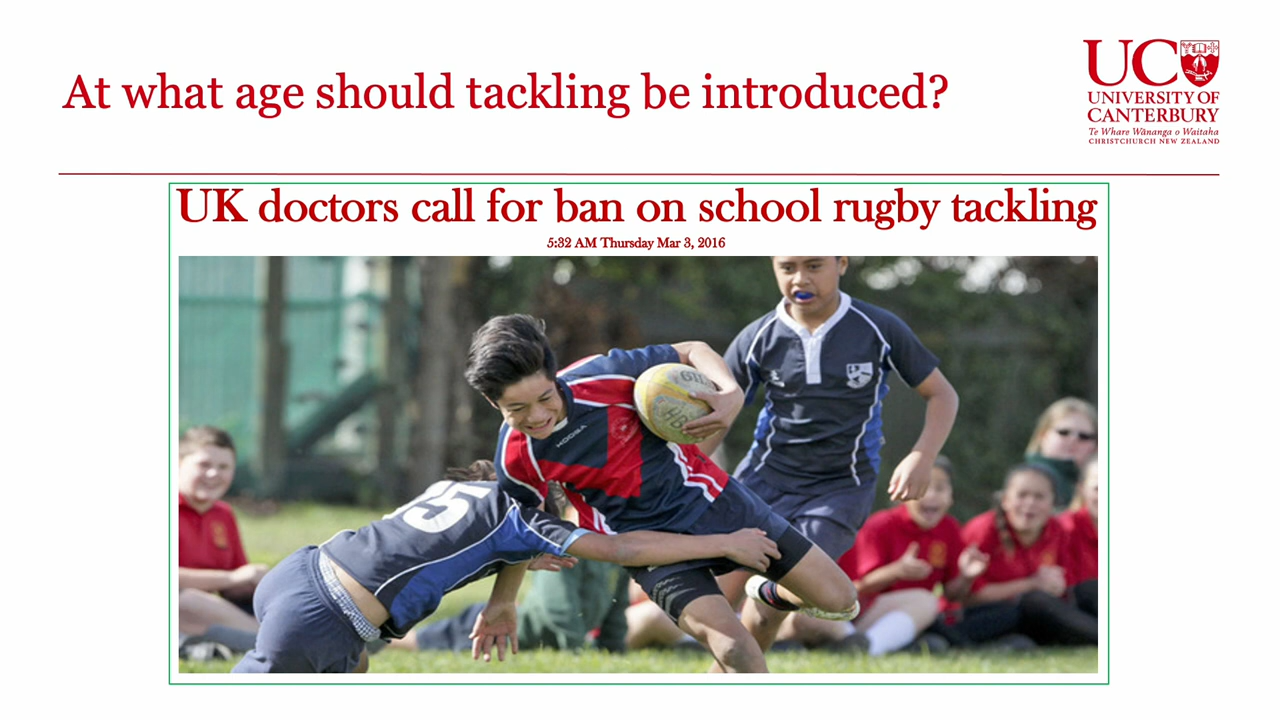 At what age should tackling be introduced?
UC
UNIVERSITY OF
CANTERBURY
Te Whare Wānanga o Waitaha
CHRISTCHURCH NEW ZEALAND
UK doctors call for ban on school rugby tackling
5:32 AM Thursday Mar 3, 2016
15
KOOGA